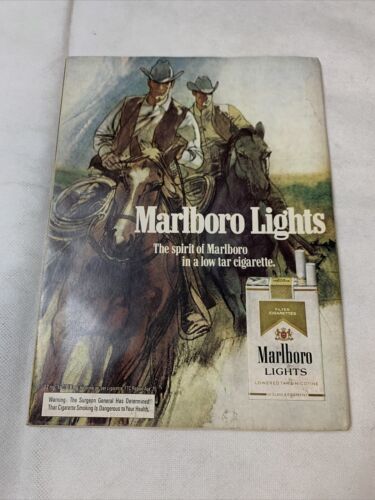 Marlboro Lights
The spirit of Marlboro
in a low tar cigarette.
FILTER
CIGARETTES
Marlboro
LIGHTS
LOWERED TAR & NICOTINE
Warning: The Surgeon General Has Determined
That Cigarette Smoking Is Dangerous to Your Health.